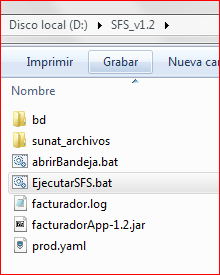 Disco local (D:) ▸ SFS_v1.2 ▸
Imprimir Grabar Nueva car
Nombre
bd
sunat_archivos
abrirBandeja.bat
EjecutarSFS.bat
facturador.log
facturadorApp-1.2.jar
prod.yaml